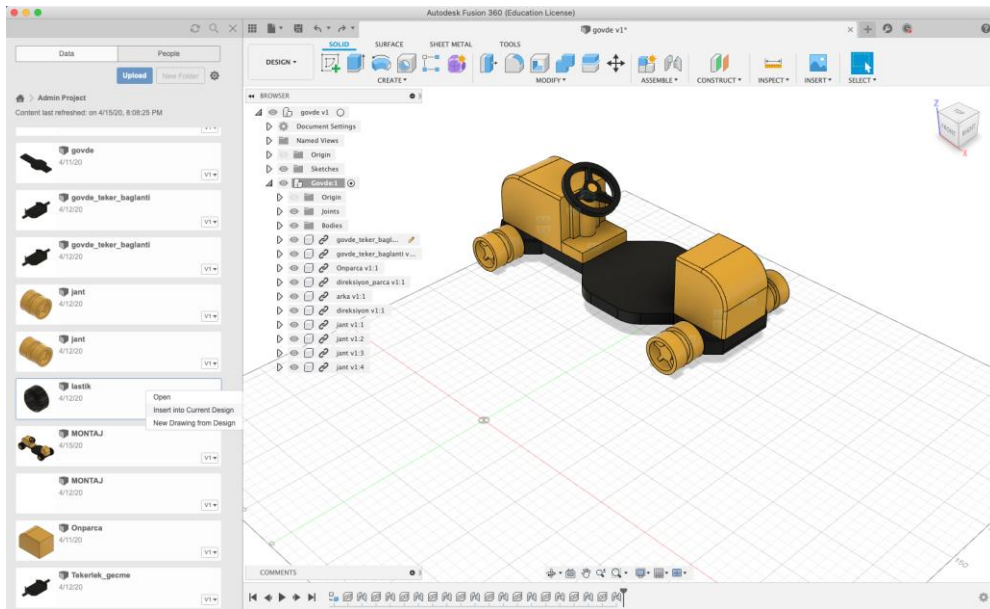 Autodesk Fusion 360 (Education License)
Data People
Upload New Folder
Admin Project
Content last refreshed: on 4/15/20, 8:08:25 PM
V1
govde
4/11/20
V1
govde_teker_baglanti
4/12/20
V1
govde_teker_baglanti
4/12/20
V1
jant
4/12/20
V1
jant
4/12/20
V1
lastik
4/12/20
Open
Insert into Current Design
New Drawing from Design
MONTAJ
4/15/20
V1
MONTAJ
4/12/20
V1
Onparca
4/11/20
V1
Tekerlek_gecme
4/12/20
V1
govde v1*
DESIGN
SOLID SURFACE SHEET METAL TOOLS
CREATE MODIFY ASSEMBLE CONSTRUCT INSPECT INSERT SELECT
BROWSER
govde v1
Document Settings
Named Views
Origin
Sketches
Govde:1
Origin
Joints
Bodies
govde_teker_bagl...
govde_teker_baglanti v...
Onparca v1:1
direksiyon_parca v1:1
arka v1:1
direksiyon v1:1
jant v1:1
jant v1:2
jant v1:3
jant v1:4
Z
FRONT RIGHT
X
150
COMMENTS